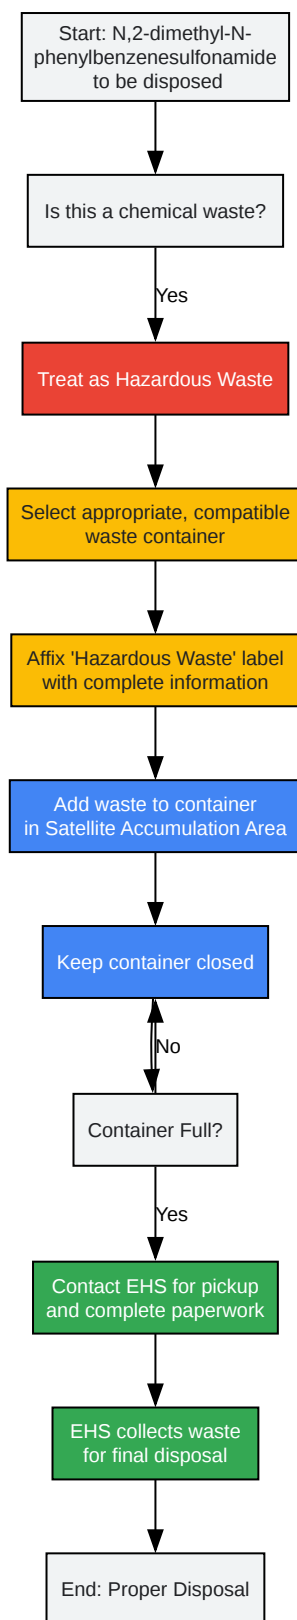 Start: N,2-dimethyl-N-
phenylbenzenesulfonamide
to be disposed
Is this a chemical waste?
Yes
Treat as Hazardous Waste
Select appropriate, compatible
waste container
Affix 'Hazardous Waste' label
with complete information
Add waste to container
in Satellite Accumulation Area
Keep container closed
No
Container Full?
Yes
Contact EHS for pickup
and complete paperwork
EHS collects waste
for final disposal
End: Proper Disposal